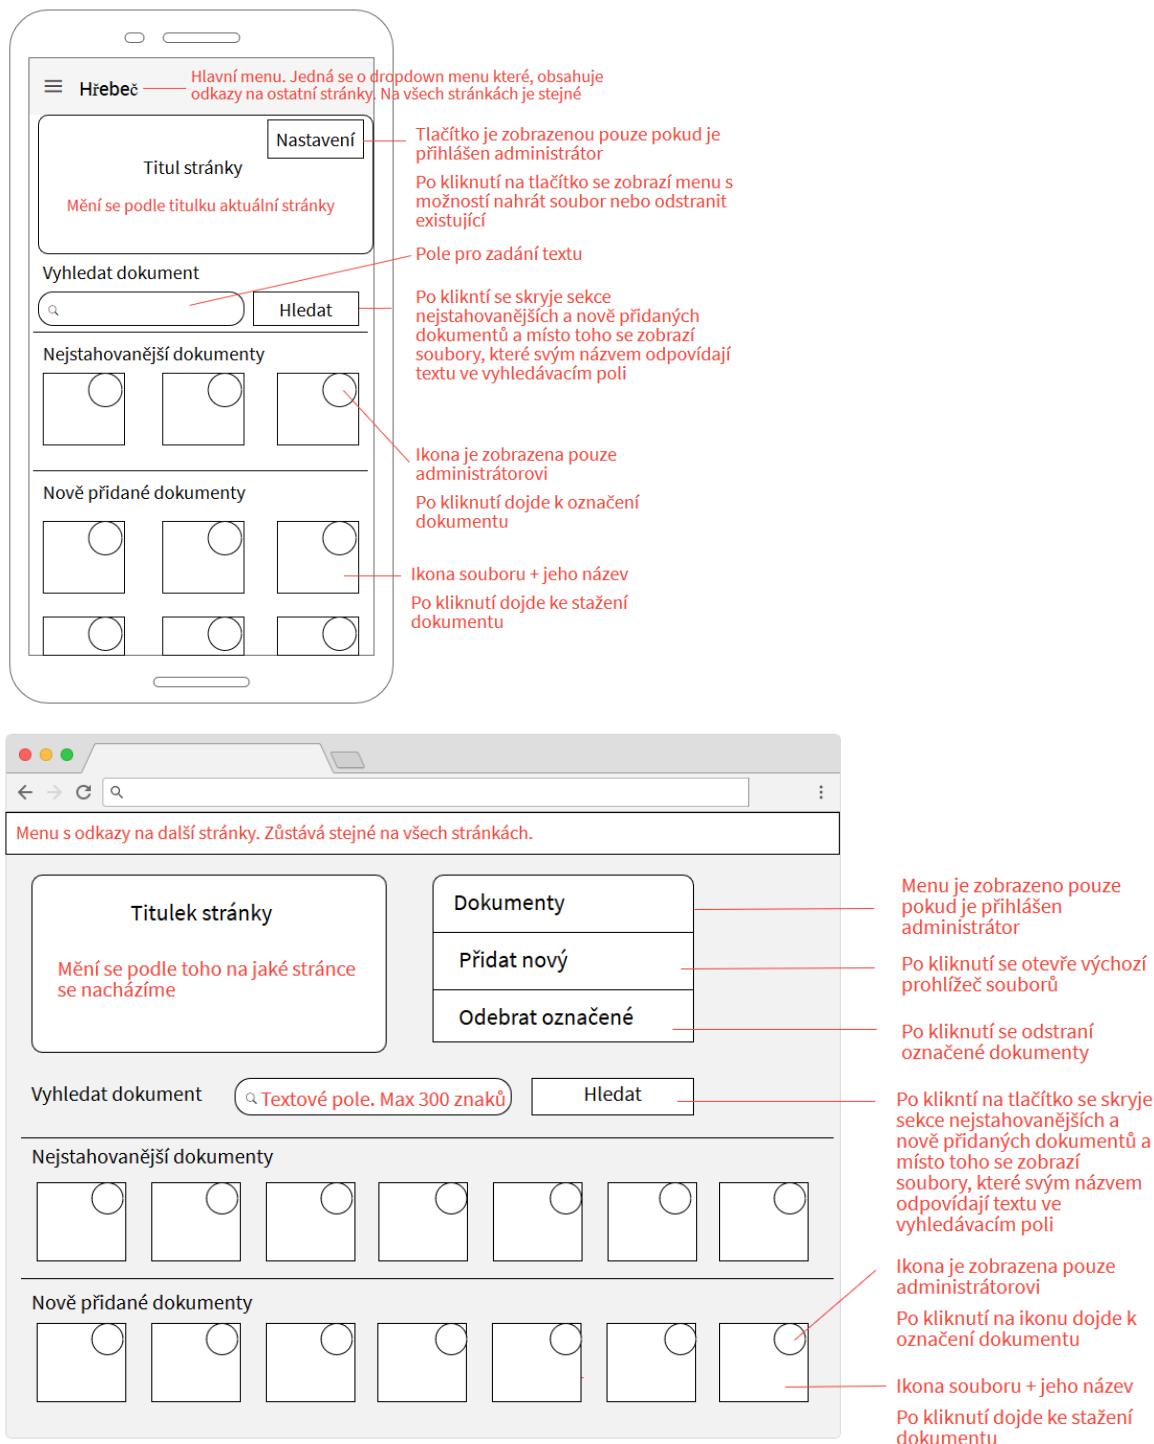 Hřebeč
Hlavní menu. Jedná se o dropdown menu které, obsahuje
odkazy na ostatní stránky. Na všech stránkách je stejné
Nastavení
Tlačítko je zobrazenou pouze pokud je
přihlášen administrátor
Po kliknutí na tlačítko se zobrazí menu s
možností nahrát soubor nebo odstranit
existující
Titul stránky
Mění se podle titulku aktuální stránky
Pole pro zadání textu
Vyhledat dokument
Hledat
Po klikntí se skryje sekce
nejstahovanějších a nově přidaných
dokumentů a místo toho se zobrazí
soubory, které svým názvem odpovídají
textu ve vyhledávacím poli
Nejstahovanější dokumenty
Ikona je zobrazena pouze
administrátorovi
Po kliknutí dojde k označení
dokumentu
Nově přidané dokumenty
Ikona souboru + jeho název
Po kliknutí dojde ke stažení
dokumentu
Menu s odkazy na další stránky. Zůstává stejné na všech stránkách.
Titulek stránky
Mění se podle toho na jaké stránce
se nacházíme
Dokumenty
Přidat nový
Odebrat označené
Menu je zobrazeno pouze
pokud je přihlášen
administrátor
Po kliknutí se otevře výchozí
prohlížeč souborů
Po kliknutí se odstraní
označené dokumenty
Vyhledat dokument
Textové pole. Max 300 znaků
Hledat
Po klikntí na tlačítko se skryje
sekce nejstahovanějších a
nově přidaných dokumentů a
místo toho se zobrazí
soubory, které svým názvem
odpovídají textu ve
vyhledávacím poli
Nejstahovanější dokumenty
Ikona je zobrazena pouze
administrátorovi
Po kliknutí na ikonu dojde k
označení dokumentu
Nově přidané dokumenty
Ikona souboru + jeho název
Po kliknutí dojde ke stažení
dokumentu